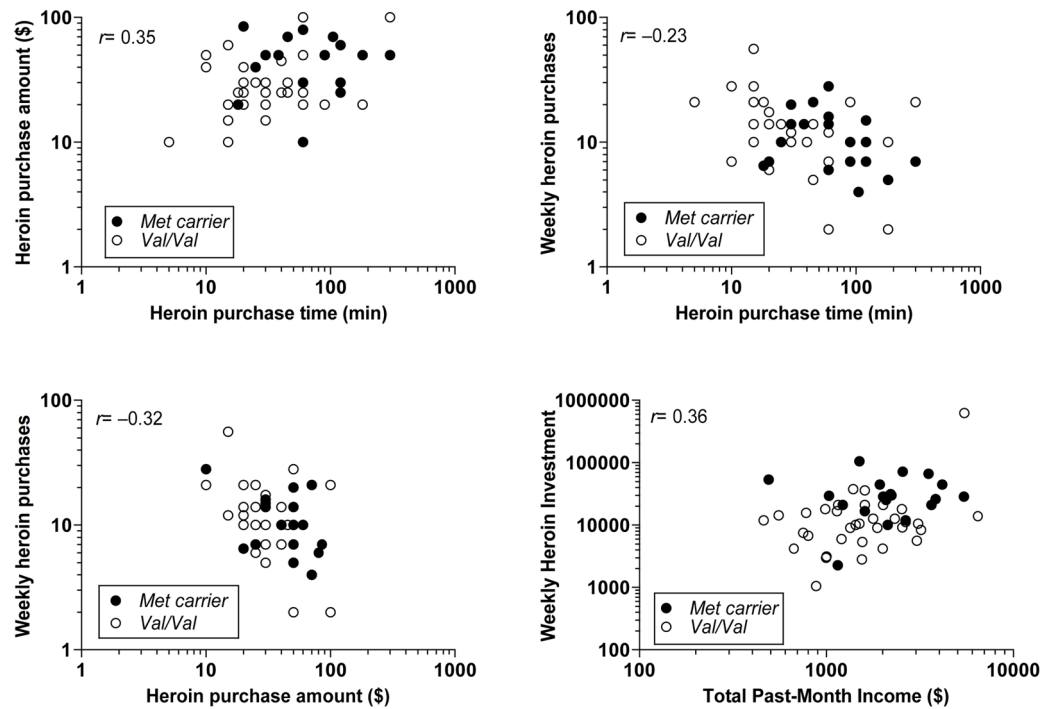 r= 0.35
Heroin purchase amount ($)
100
10
1
1
10
100
1000
Heroin purchase time (min)
Met carrier
Val/Val
r= –0.23
Weekly heroin purchases
100
10
1
1
10
100
1000
Heroin purchase time (min)
Met carrier
Val/Val
r= –0.32
Weekly heroin purchases
100
10
1
1
10
100
1000
Heroin purchase amount ($)
Met carrier
Val/Val
r= 0.36
Weekly Heroin Investment
1000000
100000
10000
1000
100
100
1000
10000
Total Past-Month Income ($)
Met carrier
Val/Val